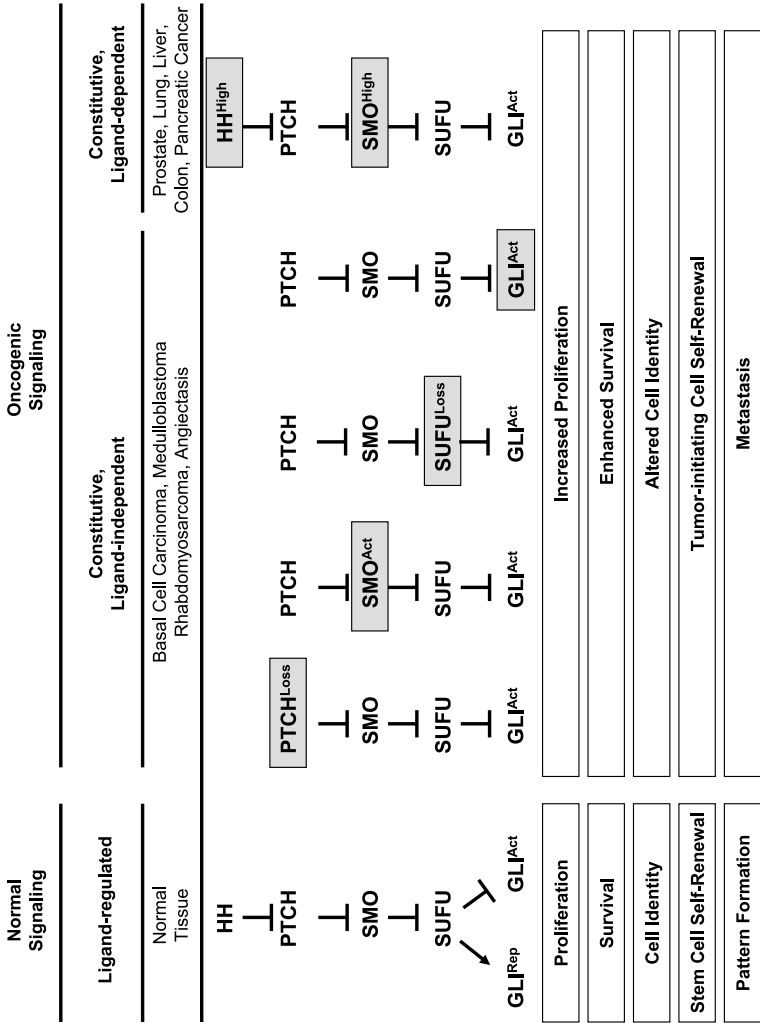 Normal
Signaling
Oncogenic
Signaling
Ligand-regulated
Constitutive,
Ligand-independent
Constitutive,
Ligand-dependent
Normal
Tissue
Basal Cell Carcinoma, Medulloblastoma
Rhabdomyosarcoma, Angiectasis
Prostate, Lung, Liver,
Colon, Pancreatic Cancer
HH
PTCH
SMO
SUFU
GLIRep
GLIAct
PTCHLoss
SMO
SUFU
GLIAct
PTCH
SMOAct
SUFU
GLIAct
PTCH
SMO
SUFULoss
GLIAct
PTCH
SMO
SUFU
GLIAct
HHHigh
PTCH
SMOHigh
SUFU
GLIAct
Proliferation
Survival
Cell Identity
Stem Cell Self-Renewal
Pattern Formation
Increased Proliferation
Enhanced Survival
Altered Cell Identity
Tumor-initiating Cell Self-Renewal
Metastasis